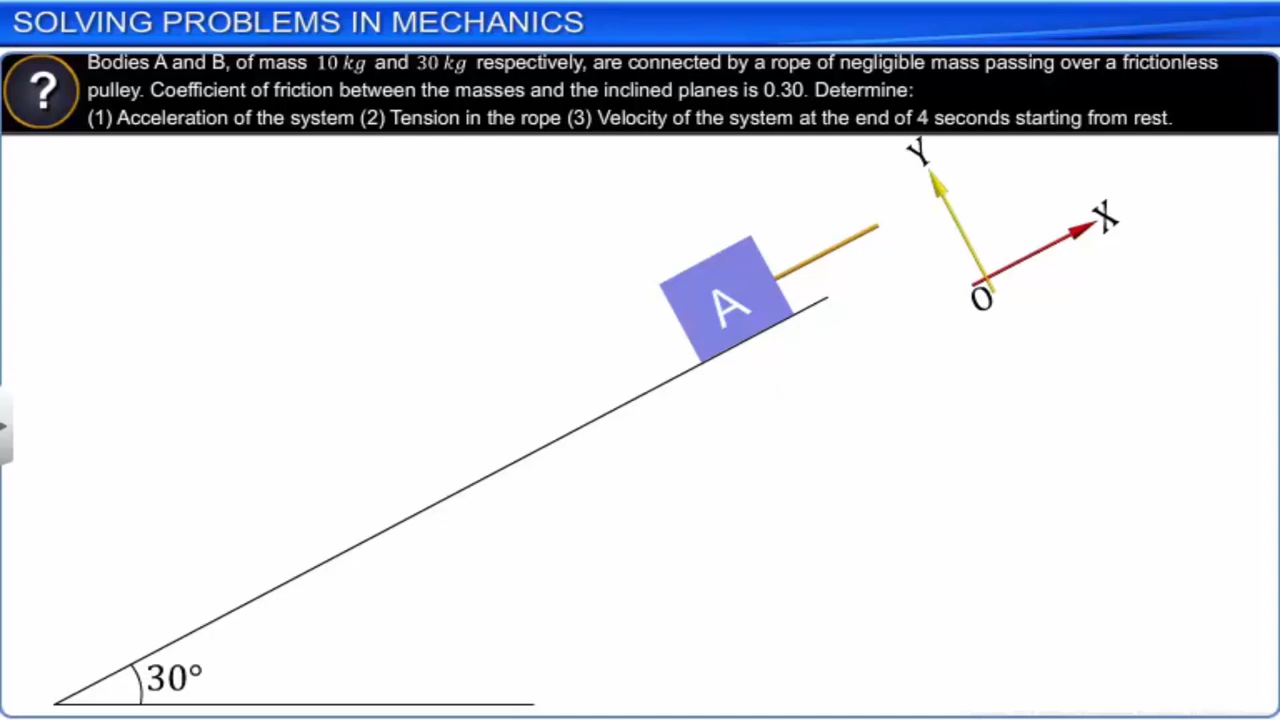 SOLVING PROBLEMS IN MECHANICS
?
Bodies A and B, of mass 10 kg and 30 kg respectively, are connected by a rope of negligible mass passing over a frictionless
pulley. Coefficient of friction between the masses and the inclined planes is 0.30. Determine:
(1) Acceleration of the system (2) Tension in the rope (3) Velocity of the system at the end of 4 seconds starting from rest.
Y
X
O
A
30°